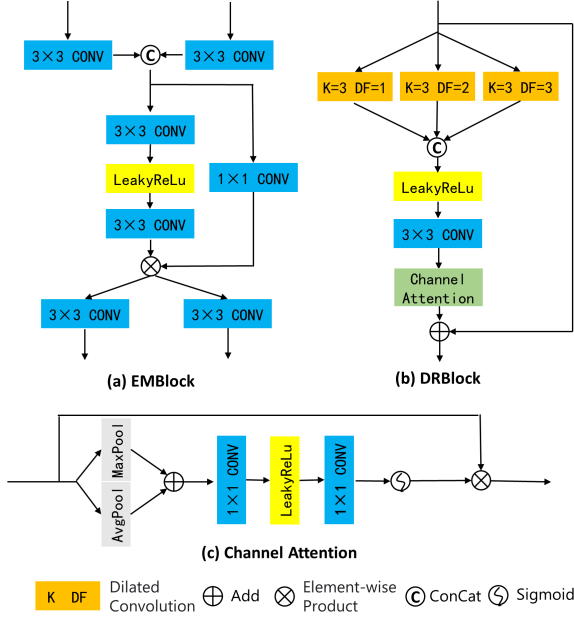 3×3 CONV
C
3×3 CONV
3×3 CONV
LeakyReLu
1×1 CONV
3×3 CONV
3×3 CONV
3×3 CONV
(a) EMBlock
K=3 DF=1
K=3 DF=2
K=3 DF=3
C
LeakyReLu
3×3 CONV
Channel
Attention
(b) DRBlock
MaxPool
AvgPool
1×1 CONV
LeakyReLu
1×1 CONV
(c) Channel Attention
K DF
Dilated
Convolution
Add
Element-wise
Product
C
ConCat
Sigmoid